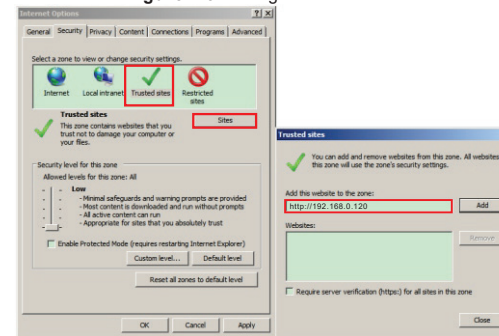 Internet Options
General Security Privacy Content Connections Programs Advanced
Select a zone to view or change security settings.
Internet Local intranet Trusted sites Restricted sites
Trusted sites
This zone contains websites that you
trust not to damage your computer or
your files.
Sites
Security level for this zone
Allowed levels for this zone: All
Low
- Minimal safeguards and warning prompts are provided
- Most content is downloaded and run without prompts
- All active content can run
- Appropriate for sites that you absolutely trust
Enable Protected Mode (requires restarting Internet Explorer)
Custom level... Default level
Reset all zones to default level
OK Cancel Apply
Trusted sites
You can add and remove websites from this zone. All websites
this zone will use the zone's security settings.
Add this website to the zone:
http://192.168.0.120 Add
Websites:
Remove
Require server verification (https:) for all sites in this zone
Close